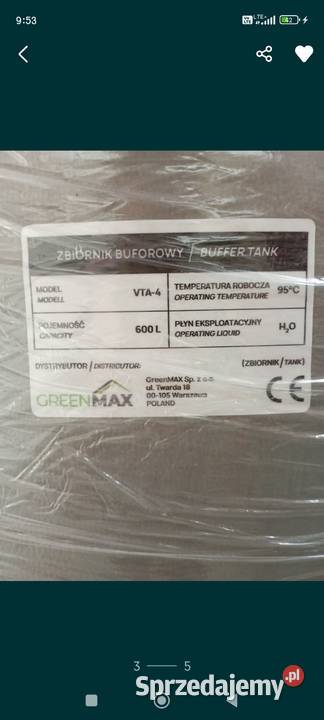 9:53
LTE
42
ZBIORNIK BUFOROWY / BUFFER TANK
MODEL
MODELL
VTA-4
TEMPERATURA ROBOCZA
OPERATING TEMPERATURE
95°C
POJEMNOŚĆ
CAPACITY
600 L
PŁYN EKSPLOATACYJNY
OPERATING LIQUID
H₂O
DYSTRYBUTOR / DISTRIBUTOR:
(ZBIORNIK / TANK)
GREENMAX
GreenMAX Sp. z o.o.
ul. Twarda 18
00-105 Warszawa
POLAND
CE
3 — 5
Sprzedajemy.pl